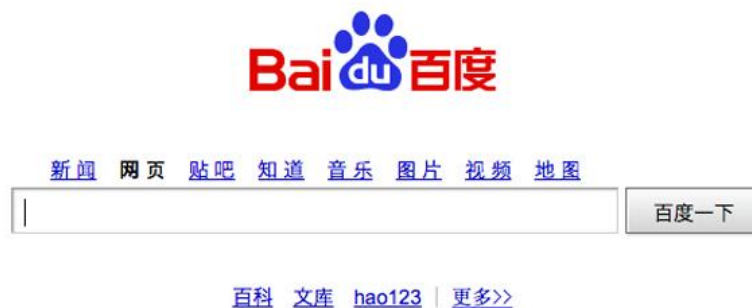 Bai du 百度
新闻 网页 贴吧 知道 音乐 图片 视频 地图
百度一下
百科 文库 hao123 | 更多>>